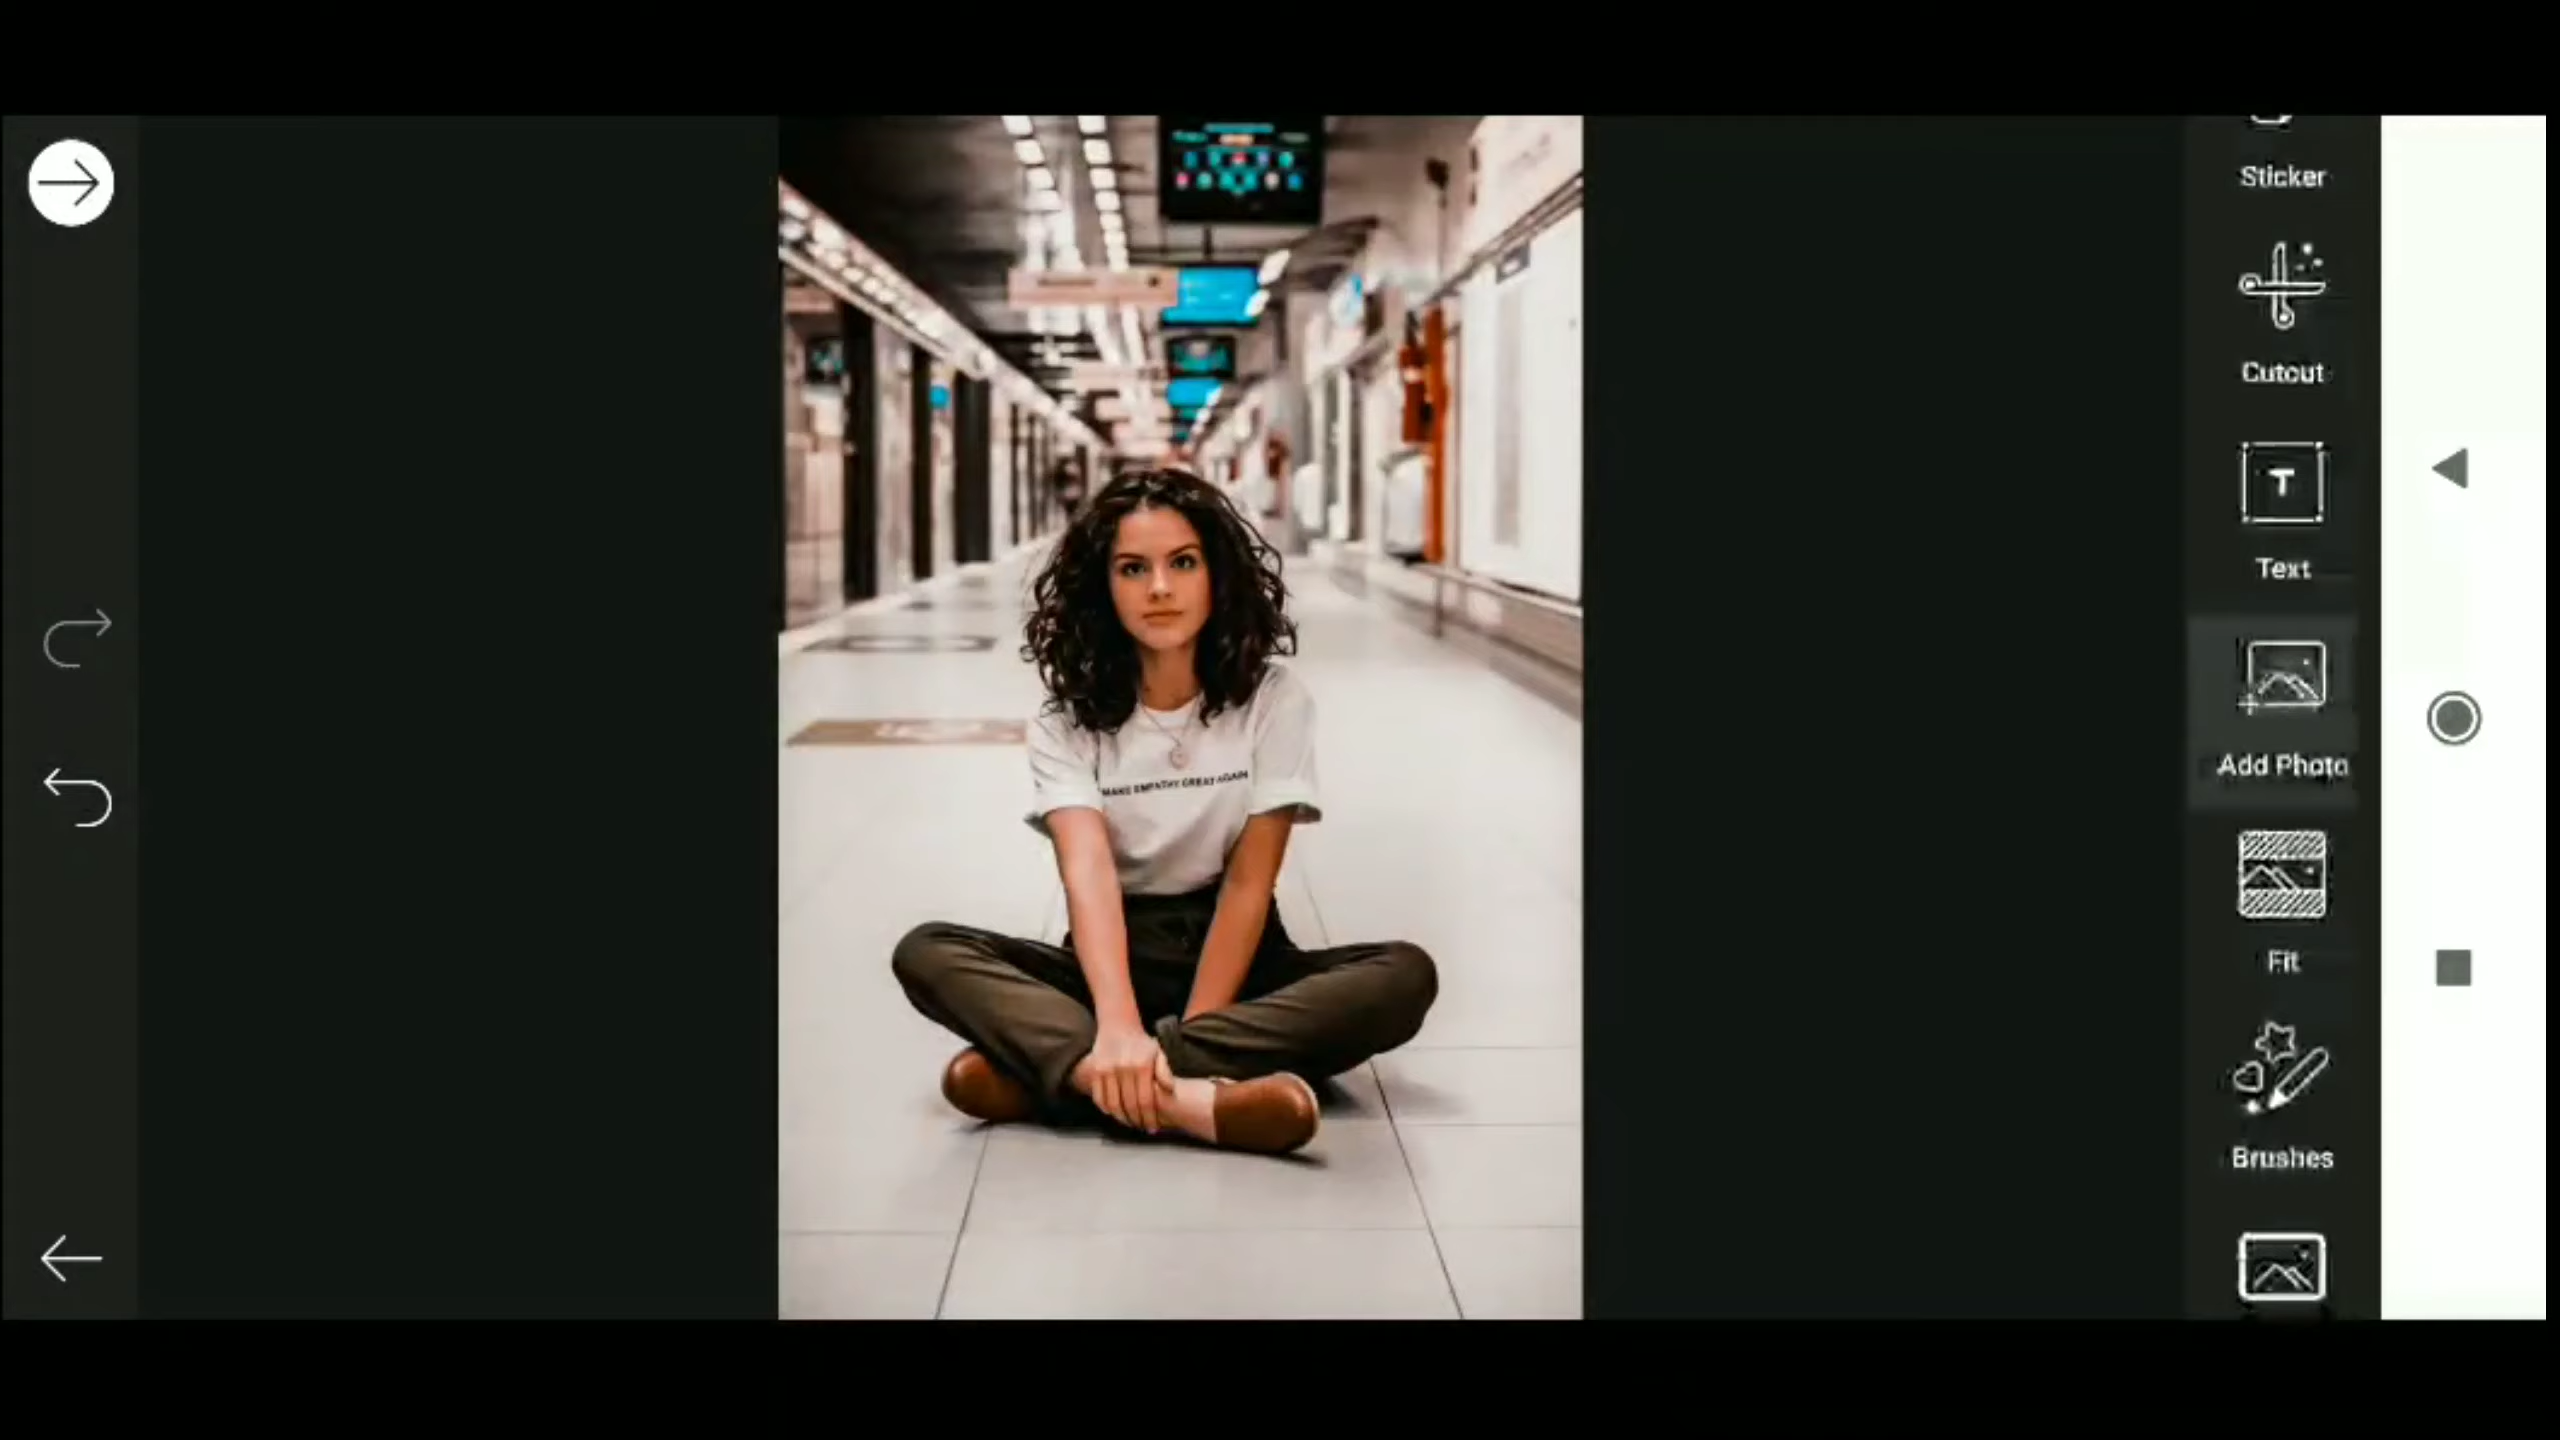 Sticker
Cutout
Text
T
Add Photo
Fit
Brushes
MAKE EMPATHY GREAT AGAIN